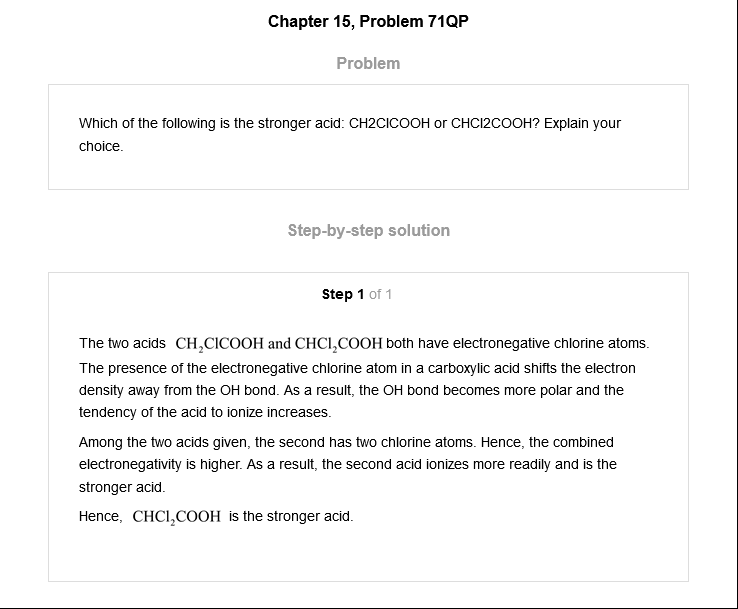 Chapter 15, Problem 71QP
Problem
Which of the following is the stronger acid: CH2ClCOOH or CHCl2COOH? Explain your
choice.
Step-by-step solution
Step 1 of 1
The two acids CH₂ClCOOH and CHCl₂COOH both have electronegative chlorine atoms.
The presence of the electronegative chlorine atom in a carboxylic acid shifts the electron
density away from the OH bond. As a result, the OH bond becomes more polar and the
tendency of the acid to ionize increases.
Among the two acids given, the second has two chlorine atoms. Hence, the combined
electronegativity is higher. As a result, the second acid ionizes more readily and is the
stronger acid.
Hence, CHCl₂COOH is the stronger acid.